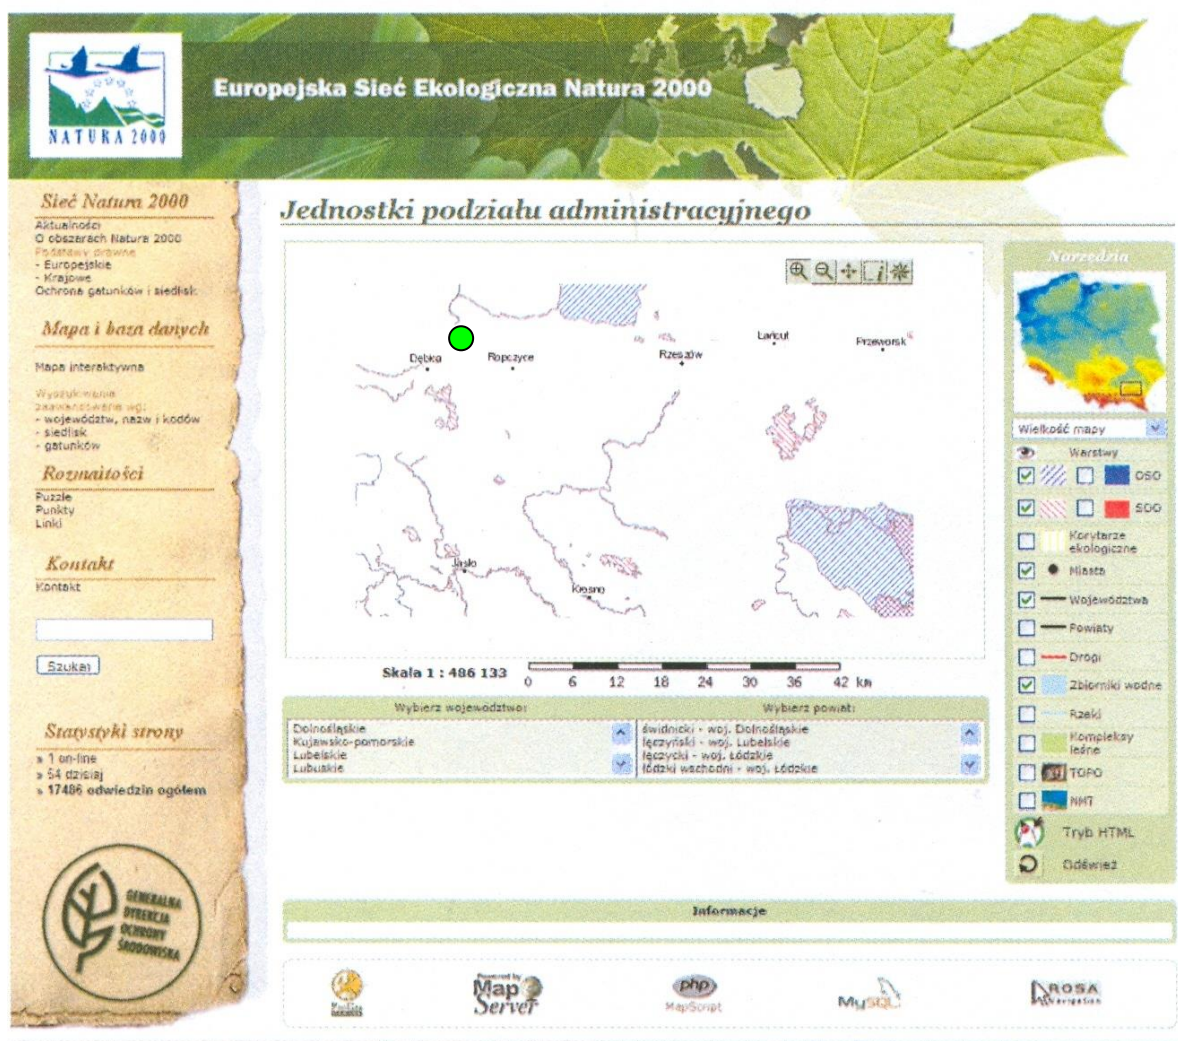 Europejska Sieć Ekologiczna Natura 2000
NATURA 2000
Sieć Natura 2000
Aktualności
O obszarach Natura 2000
Podstawy prawne
- Europejskie
- Krajowe
Ochrona gatunków i siedlisk
Mapa i baza danych
Mapa interaktywna
Wyszukiwanie
zaawansowane wg:
- województw, nazw i kodów
- siedlisk
- gatunków
Rozmaitości
Puzzle
Punkty
Linki
Kontakt
Kontakt
Szukaj
Statystyki strony
» 1 on-line
» 54 dzisiaj
» 17486 odwiedzin ogółem
GENERALNA
DYREKCJA
OCHRONY
ŚRODOWISKA
Jednostki podziału administracyjnego
Łańcut
Przeworsk
Dębica
Ropczyce
Rzeszów
Jasło
Krosno
Skala 1 : 486 133
0 6 12 18 24 30 36 42 km
Wybierz województwo:
Dolnośląskie
Kujawsko-pomorskie
Lubelskie
Lubuskie
Wybierz powiat:
świdnicki - woj. Dolnośląskie
łęczyński - woj. Lubelskie
łęczycki - woj. Łódzkie
łódzki wschodni - woj. Łódzkie
Narzędzia
Wielkość mapy
Warstwy
OSO
SOO
Korytarze
ekologiczne
Miasta
Województwa
Powiaty
Drogi
Zbiorniki wodne
Rzeki
Kompleksy
leśne
TOPO
NMT
Tryb HTML
Odśwież
Informacje
Powered by
Map
Server
php
MapScript
MySQL
ROSA
Navigation